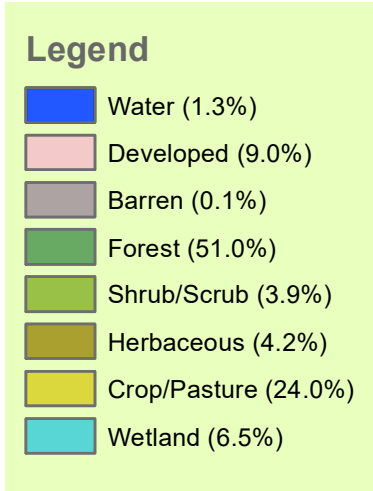 Legend
Water (1.3%)
Developed (9.0%)
Barren (0.1%)
Forest (51.0%)
Shrub/Scrub (3.9%)
Herbaceous (4.2%)
Crop/Pasture (24.0%)
Wetland (6.5%)